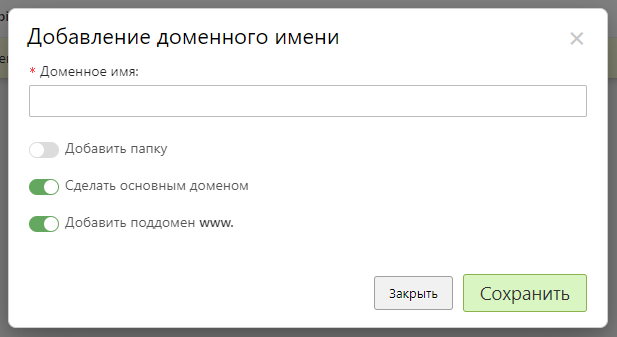 Добавление доменного имени
* Доменное имя:
Добавить папку
Сделать основным доменом
Добавить поддомен www.
Закрыть
Сохранить